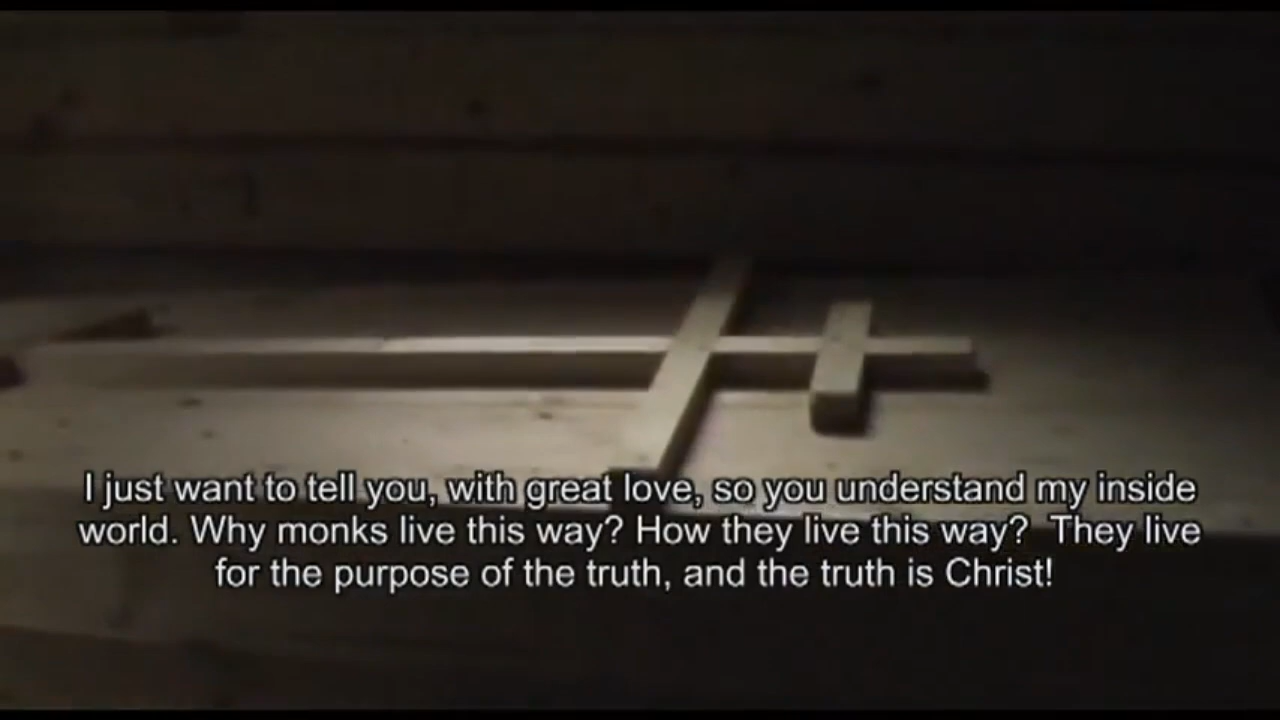 I just want to tell you, with great love, so you understand my inside
world. Why monks live this way? How they live this way?  They live
for the purpose of the truth, and the truth is Christ!